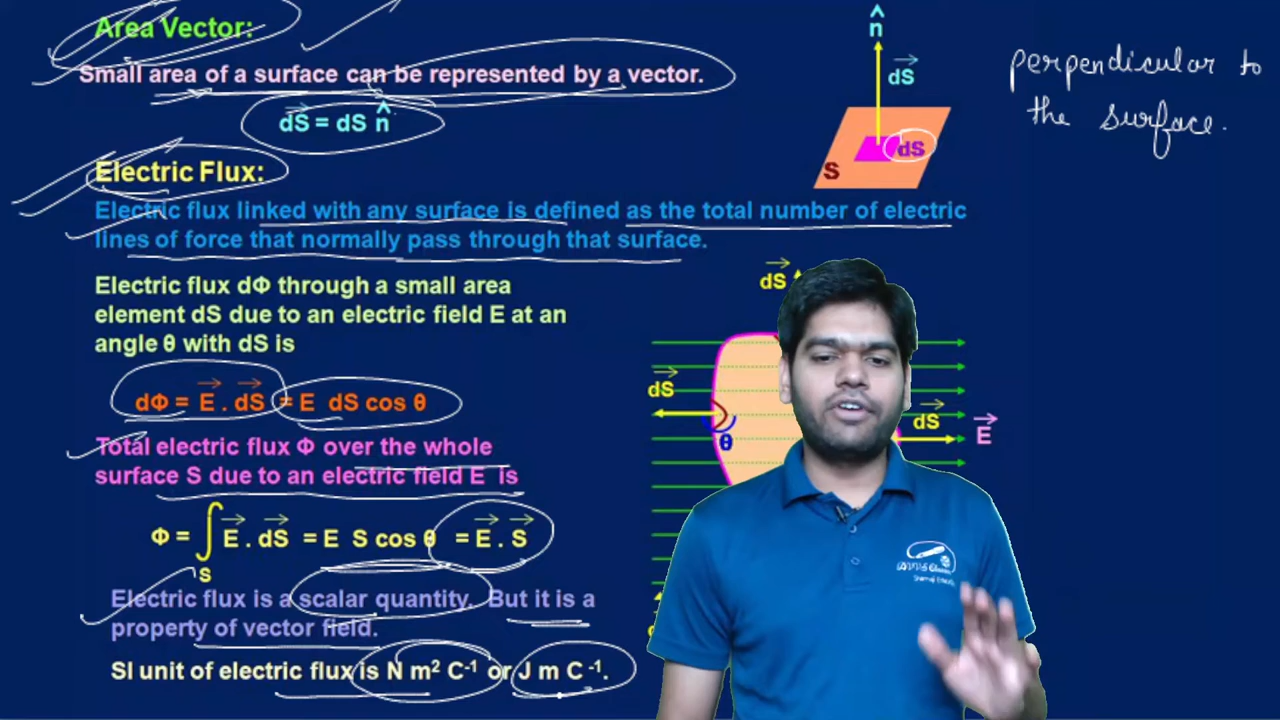 Area Vector:
Small area of a surface can be represented by a vector.
dS = dS n̂
Electric Flux:
Electric flux linked with any surface is defined as the total number of electric
lines of force that normally pass through that surface.
Electric flux dΦ through a small area
element dS due to an electric field E at an
angle θ with dS is
dΦ = E . dS = E dS cos θ
Total electric flux Φ over the whole
surface S due to an electric field E is
Φ = ∫ E . dS = E S cos θ = E . S
S
Electric flux is a scalar quantity. But it is a
property of vector field.
SI unit of electric flux is N m² C⁻¹ or J m C⁻¹.
n̂
dS
dS
S
perpendicular to
the surface.
dS
dS
θ
dS
E